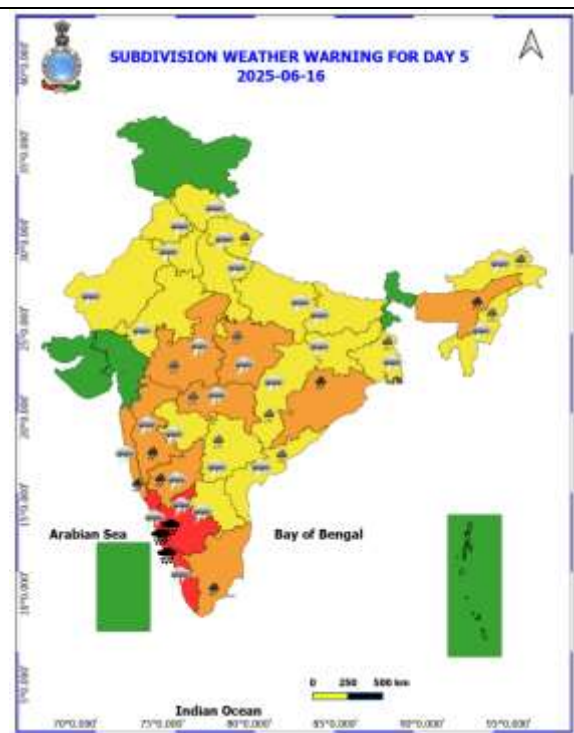 SUBDIVISION WEATHER WARNING FOR DAY 5
2025-06-16
Arabian Sea
Bay of Bengal
0 250 500 km
Indian Ocean
70°0.000' 75°0.000' 80°0.000' 85°0.000' 90°0.000' 95°0.000'